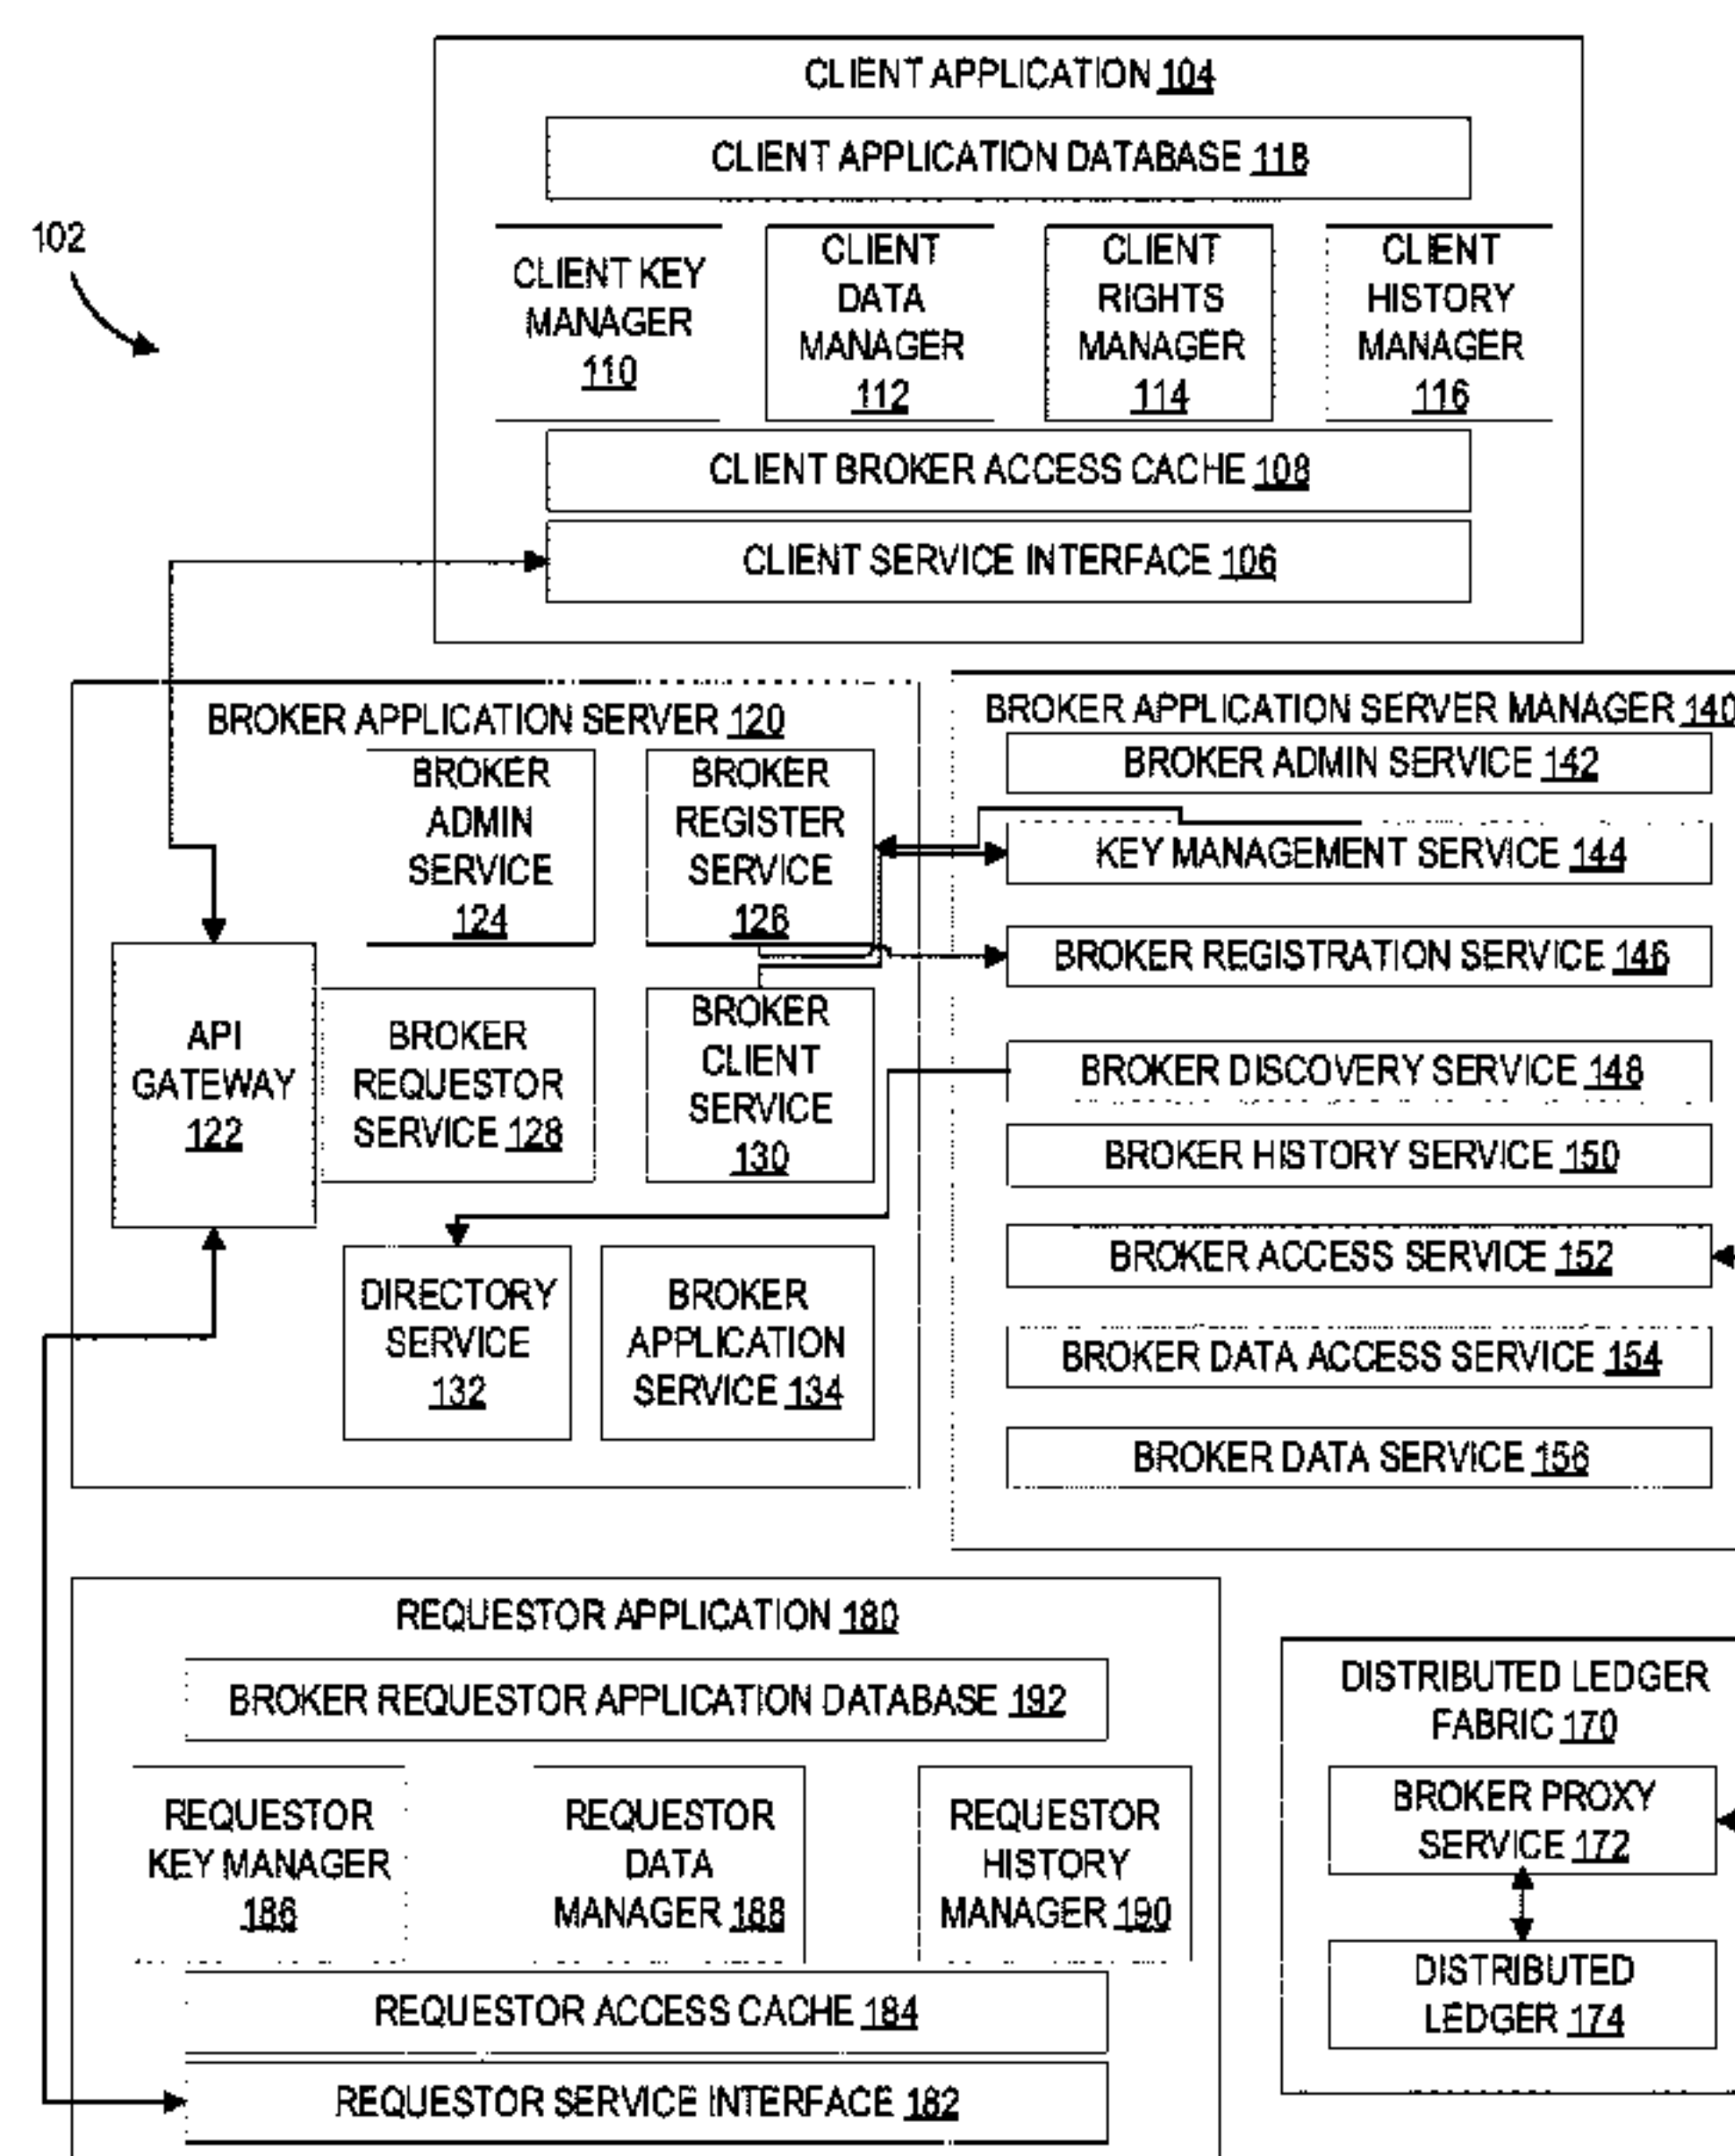 CLIENT APPLICATION 104
CLIENT APPLICATION DATABASE 118
102
CLIENT KEY
MANAGER
110
CLIENT
DATA
MANAGER
112
CLIENT
RIGHTS
MANAGER
114
CLIENT
HISTORY
MANAGER
116
CLIENT BROKER ACCESS CACHE 108
CLIENT SERVICE INTERFACE 106
BROKER APPLICATION SERVER 120
BROKER
ADMIN
SERVICE
124
BROKER
REGISTER
SERVICE
126
API
GATEWAY
122
BROKER
REQUESTOR
SERVICE 128
BROKER
CLIENT
SERVICE
130
DIRECTORY
SERVICE
132
BROKER
APPLICATION
SERVICE 134
BROKER APPLICATION SERVER MANAGER 140
BROKER ADMIN SERVICE 142
KEY MANAGEMENT SERVICE 144
BROKER REGISTRATION SERVICE 146
BROKER DISCOVERY SERVICE 148
BROKER HISTORY SERVICE 150
BROKER ACCESS SERVICE 152
BROKER DATA ACCESS SERVICE 154
BROKER DATA SERVICE 156
REQUESTOR APPLICATION 180
BROKER REQUESTOR APPLICATION DATABASE 192
REQUESTOR
KEY MANAGER
186
REQUESTOR
DATA
MANAGER 188
REQUESTOR
HISTORY
MANAGER 190
REQUESTOR ACCESS CACHE 184
REQUESTOR SERVICE INTERFACE 182
DISTRIBUTED LEDGER
FABRIC 170
BROKER PROXY
SERVICE 172
DISTRIBUTED
LEDGER 174